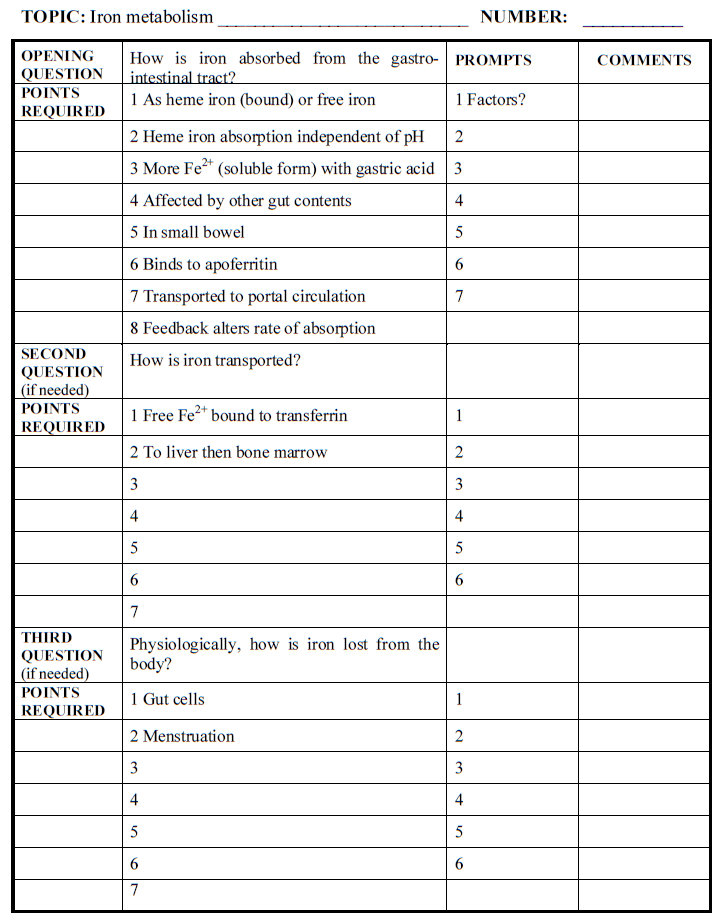 TOPIC: Iron metabolism ____________________________ NUMBER: ____________
OPENING QUESTION How is iron absorbed from the gastro-intestinal tract? PROMPTS COMMENTS
POINTS REQUIRED 1 As heme iron (bound) or free iron 1 Factors?
2 Heme iron absorption independent of pH 2
3 More Fe²⁺ (soluble form) with gastric acid 3
4 Affected by other gut contents 4
5 In small bowel 5
6 Binds to apoferritin 6
7 Transported to portal circulation 7
8 Feedback alters rate of absorption
SECOND QUESTION (if needed) How is iron transported?
POINTS REQUIRED 1 Free Fe²⁺ bound to transferrin 1
2 To liver then bone marrow 2
3 3
4 4
5 5
6 6
7
THIRD QUESTION (if needed) Physiologically, how is iron lost from the body?
POINTS REQUIRED 1 Gut cells 1
2 Menstruation 2
3 3
4 4
5 5
6 6
7